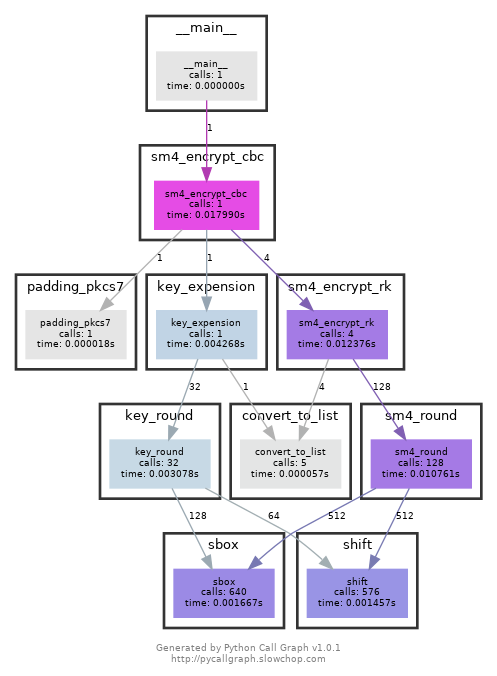 __main__
__main__
calls: 1
time: 0.000000s
1
sm4_encrypt_cbc
sm4_encrypt_cbc
calls: 1
time: 0.017990s
1
1
4
padding_pkcs7
key_expension
sm4_encrypt_rk
padding_pkcs7
calls: 1
time: 0.000018s
key_expension
calls: 1
time: 0.004268s
sm4_encrypt_rk
calls: 4
time: 0.012376s
32
1
4
128
key_round
convert_to_list
sm4_round
key_round
calls: 32
time: 0.003078s
convert_to_list
calls: 5
time: 0.000057s
sm4_round
calls: 128
time: 0.010761s
128
64
512
512
sbox
shift
sbox
calls: 640
time: 0.001667s
shift
calls: 576
time: 0.001457s
Generated by Python Call Graph v1.0.1
http://pycallgraph.slowchop.com